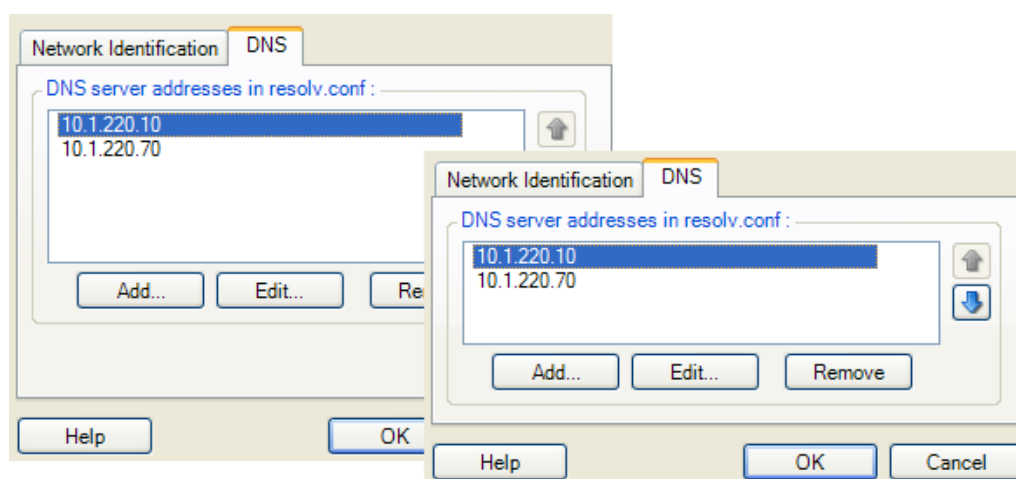 Network Identification DNS
DNS server addresses in resolv.conf :
10.1.220.10
10.1.220.70
Add... Edit... Re
Help OK
Network Identification DNS
DNS server addresses in resolv.conf :
10.1.220.10
10.1.220.70
Add... Edit... Remove
Help OK Cancel